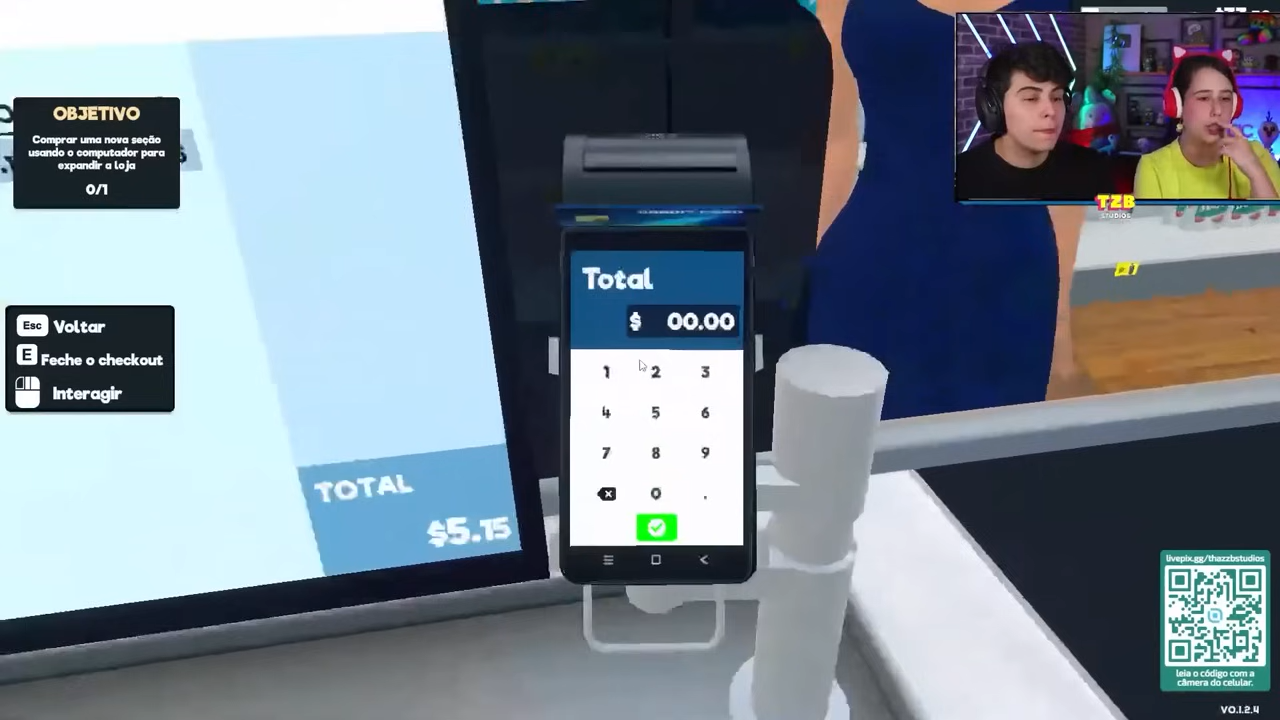 OBJETIVO
Comprar uma nova seção
usando o computador para
expandir a loja
0/1
Esc Voltar
E Feche o checkout
Interagir
TOTAL
$5.15
Total
$ 00.00
1 2 3
4 5 6
7 8 9
0 .
TZB
STUDIOS
livepix.gg/thazzbstudios
leia o código com a
câmera do celular.
V0.1.2.4